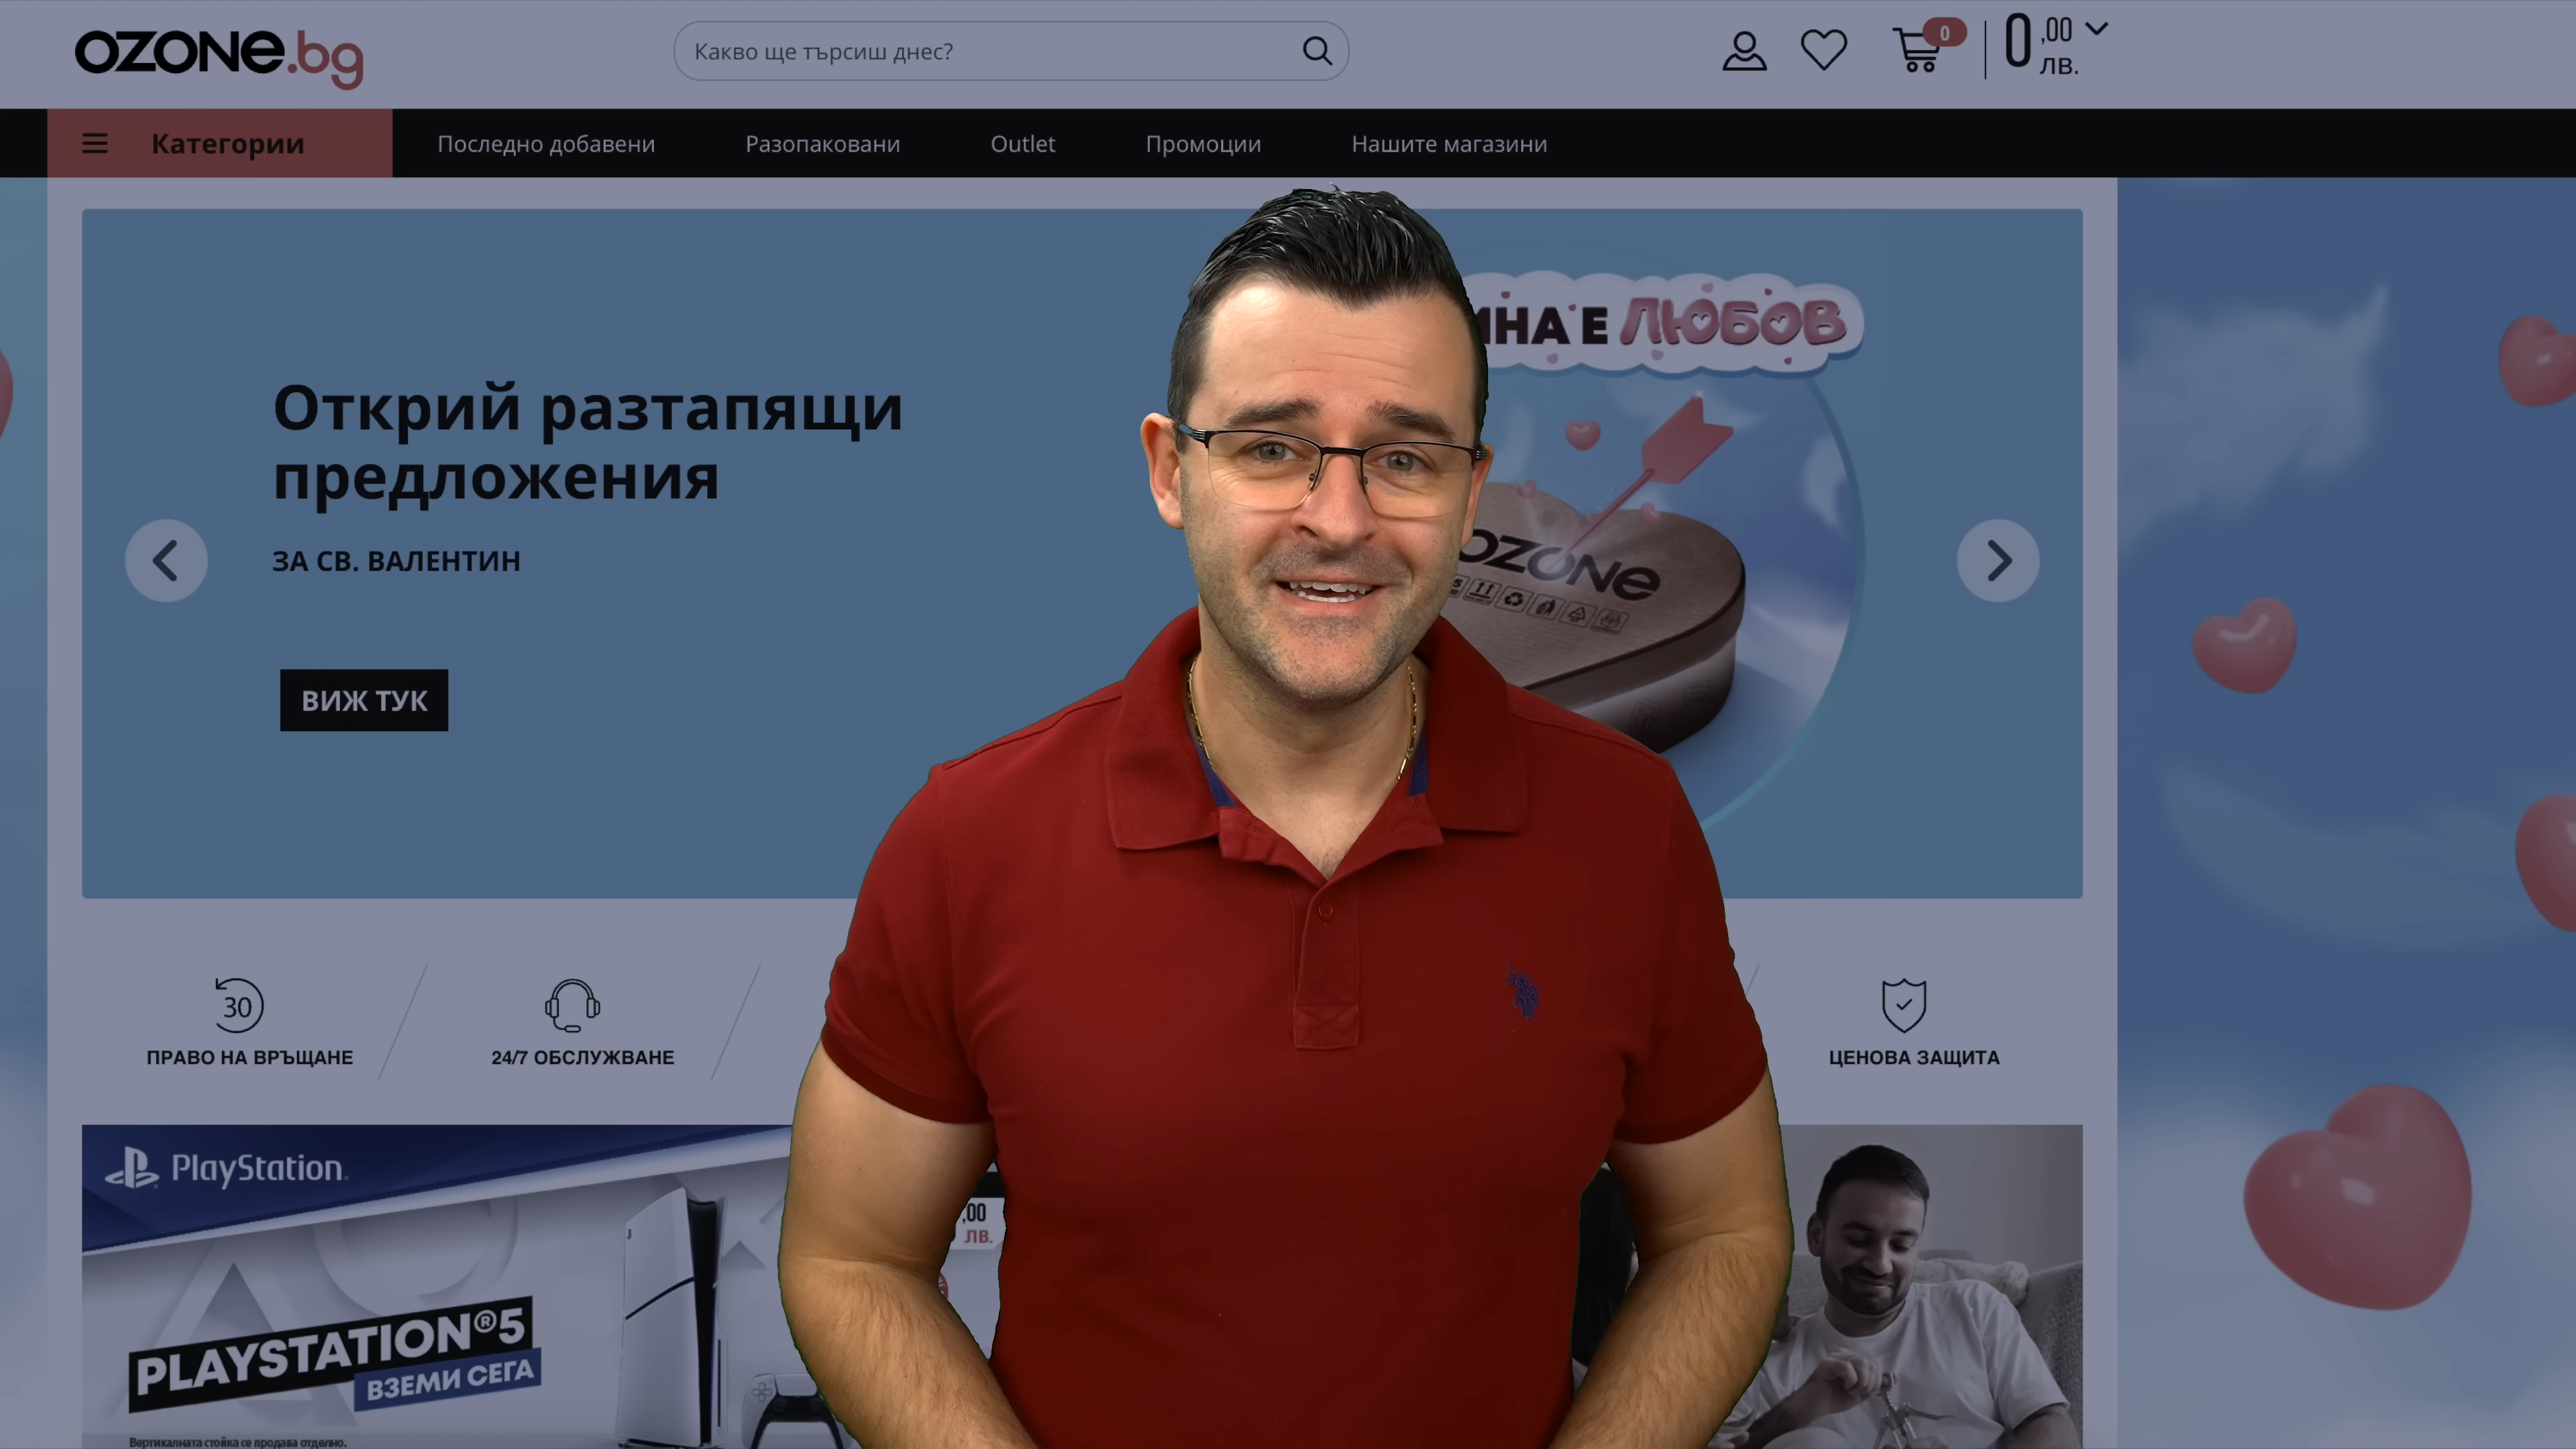 OZONE.bg
Какво ще търсиш днес?
0
0,00
ЛВ.
Категории
Последно добавени
Разопаковани
Outlet
Промоции
Нашите магазини
Е ЛЮБОВ
Открий разтапящи
предложения
ЗА СВ. ВАЛЕНТИН
ВИЖ ТУК
OZONE
30
ПРАВО НА ВРЪЩАНЕ
24/7 ОБСЛУЖВАНЕ
ЦЕНОВА ЗАЩИТА
PlayStation
,00
ЛВ.
PLAYSTATION®5
ВЗЕМИ СЕГА
Вертикалната стойка се продава отделно.